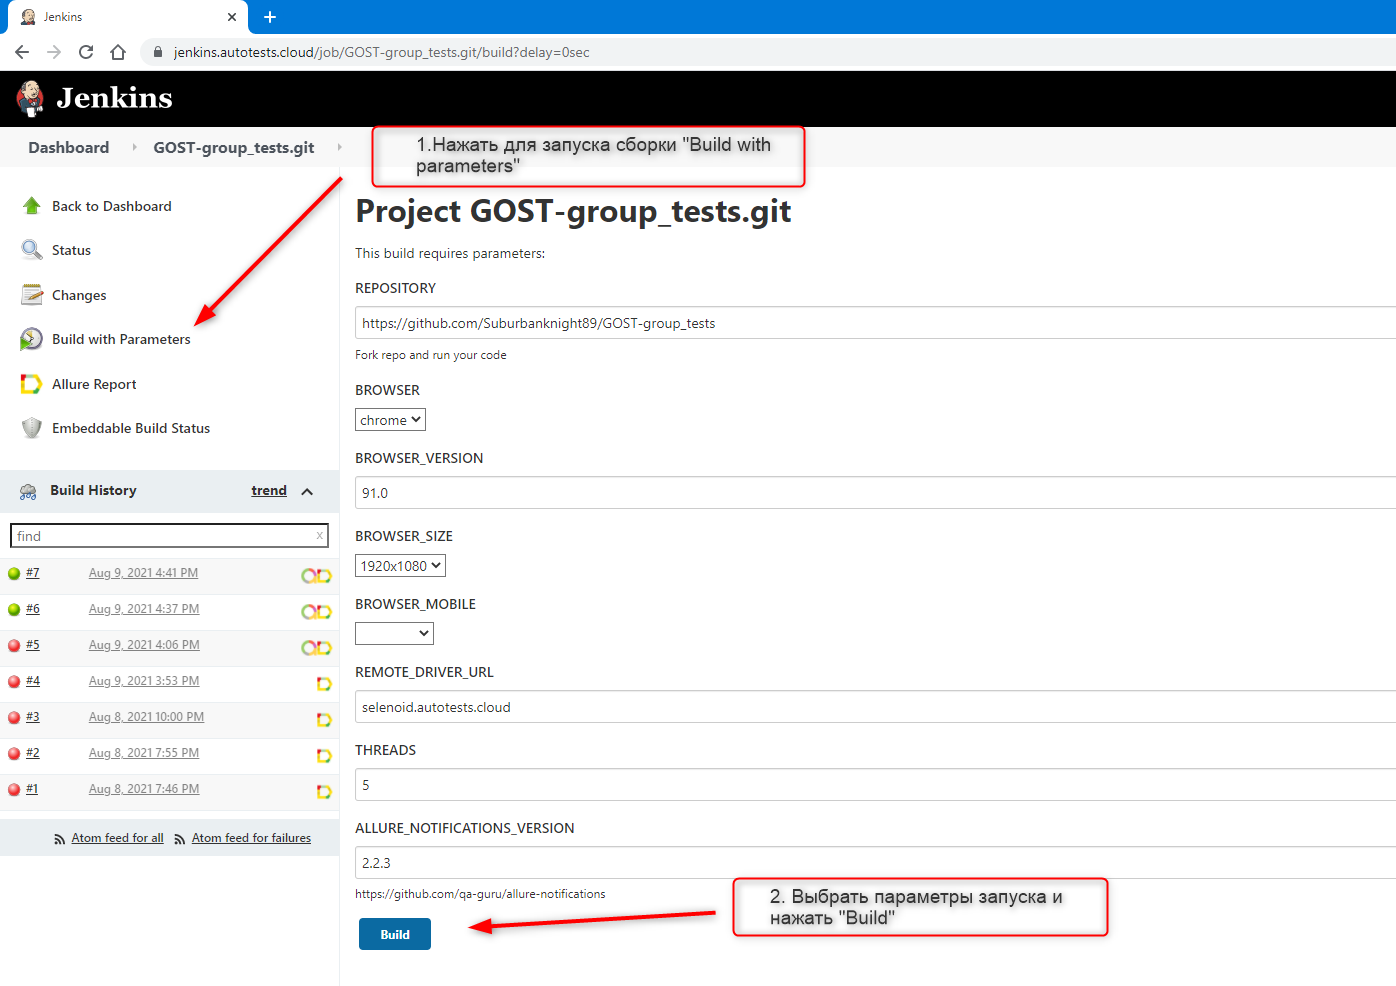 Jenkins
jenkins.autotests.cloud/job/GOST-group_tests.git/build?delay=0sec
Jenkins
Dashboard
GOST-group_tests.git
1.Нажать для запуска сборки "Build with
parameters"
Back to Dashboard
Status
Changes
Build with Parameters
Allure Report
Embeddable Build Status
Build History
trend
find
x
#7 Aug 9, 2021 4:41 PM
#6 Aug 9, 2021 4:37 PM
#5 Aug 9, 2021 4:06 PM
#4 Aug 9, 2021 3:53 PM
#3 Aug 8, 2021 10:00 PM
#2 Aug 8, 2021 7:55 PM
#1 Aug 8, 2021 7:46 PM
Atom feed for all
Atom feed for failures
Project GOST-group_tests.git
This build requires parameters:
REPOSITORY
https://github.com/Suburbanknight89/GOST-group_tests
Fork repo and run your code
BROWSER
chrome
BROWSER_VERSION
91.0
BROWSER_SIZE
1920x1080
BROWSER_MOBILE
REMOTE_DRIVER_URL
selenoid.autotests.cloud
THREADS
5
ALLURE_NOTIFICATIONS_VERSION
2.2.3
https://github.com/qa-guru/allure-notifications
2. Выбрать параметры запуска и
нажать "Build"
Build